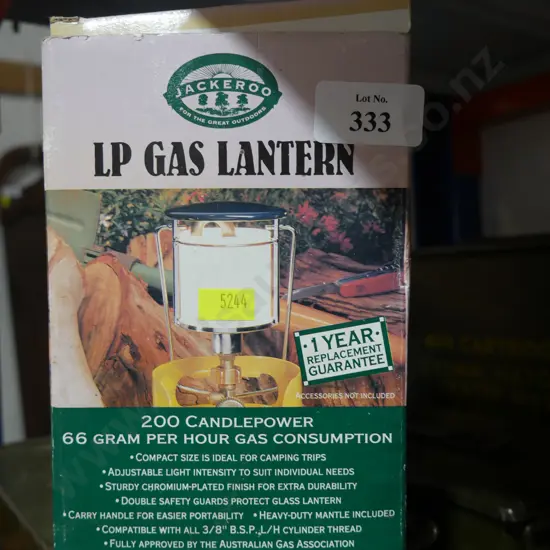 JACKEROO
FOR THE GREAT OUTDOORS
Lot No.
333
LP GAS LANTERN
5244
• 1 YEAR •
REPLACEMENT
GUARANTEE
ACCESSORIES NOT INCLUDED
200 CANDLEPOWER
66 GRAM PER HOUR GAS CONSUMPTION
• COMPACT SIZE IS IDEAL FOR CAMPING TRIPS
• ADJUSTABLE LIGHT INTENSITY TO SUIT INDIVIDUAL NEEDS
• STURDY CHROMIUM-PLATED FINISH FOR EXTRA DURABILITY
• DOUBLE SAFETY GUARDS PROTECT GLASS LANTERN
• CARRY HANDLE FOR EASIER PORTABILITY • HEAVY-DUTY MANTLE INCLUDED
• COMPATIBLE WITH ALL 3/8" B.S.P. L/H CYLINDER THREAD
• FULLY APPROVED BY THE AUSTRALIAN GAS ASSOCIATION